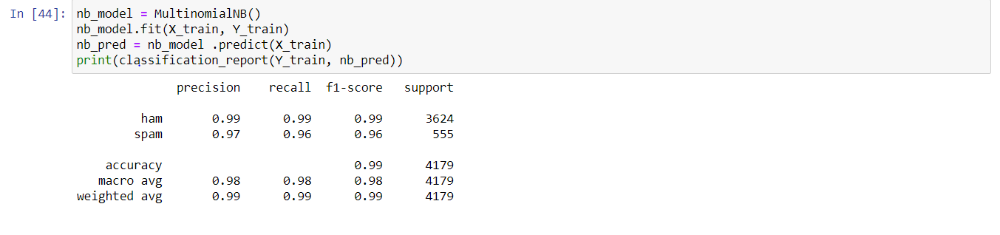 In [44]: nb_model = MultinomialNB()
nb_model.fit(X_train, Y_train)
nb_pred = nb_model .predict(X_train)
print(classification_report(Y_train, nb_pred))
precision recall f1-score support
ham 0.99 0.99 0.99 3624
spam 0.97 0.96 0.96 555
accuracy 0.99 4179
macro avg 0.98 0.98 0.98 4179
weighted avg 0.99 0.99 0.99 4179